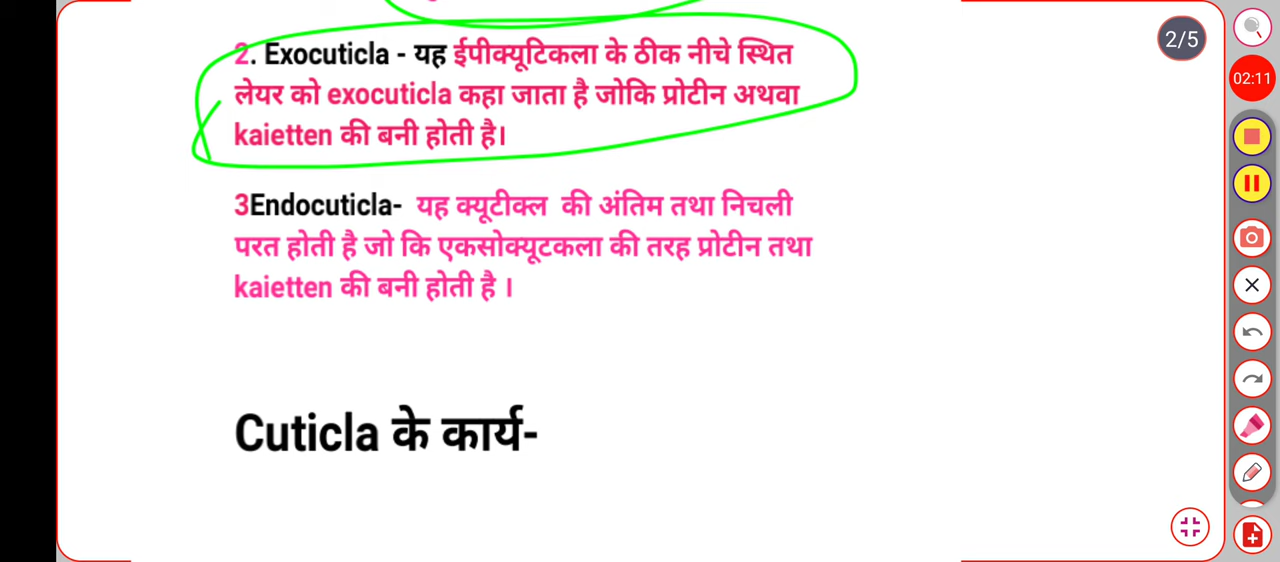 2. Exocuticla - यह ईपीक्यूटिकला के ठीक नीचे स्थित
लेयर को exocuticla कहा जाता है जोकि प्रोटीन अथवा
kaietten की बनी होती है।
3Endocuticla- यह क्यूटीक्ल की अंतिम तथा निचली
परत होती है जो कि एकसोक्यूटकला की तरह प्रोटीन तथा
kaietten की बनी होती है ।
Cuticla के कार्य-
2/5
02:11